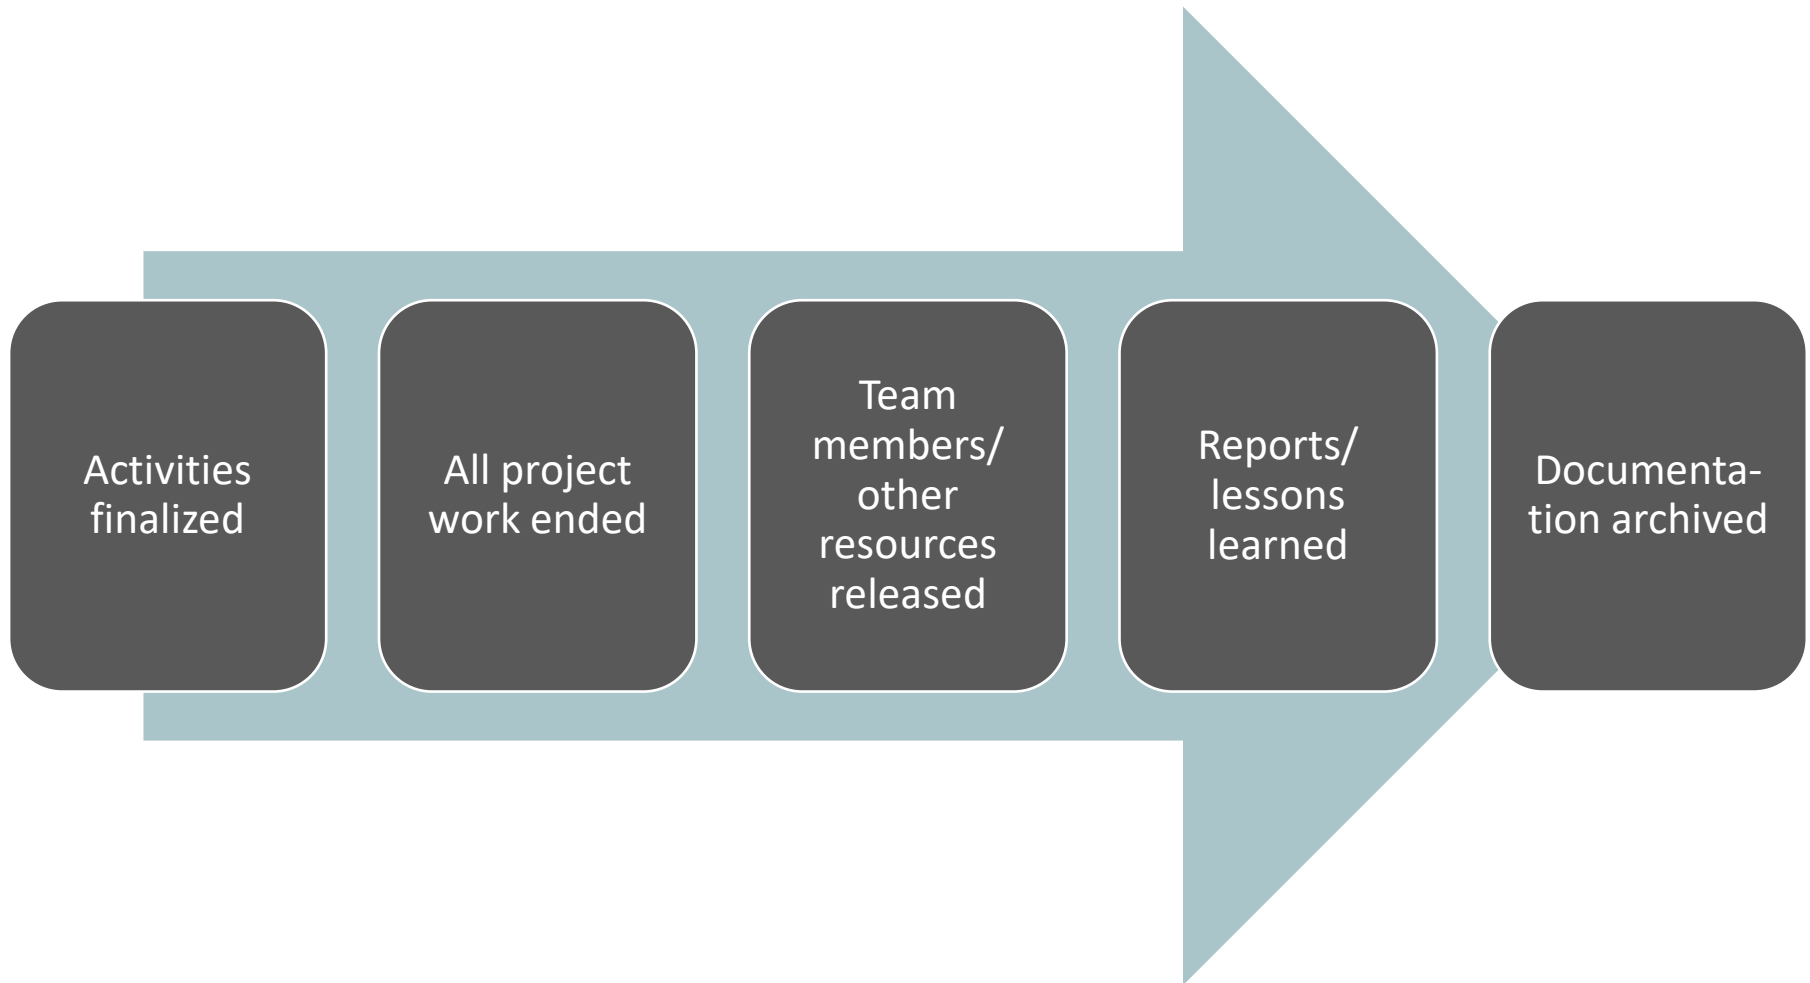 Activities
finalized
All project
work ended
Team
members/
other
resources
released
Reports/
lessons
learned
Documenta-
tion archived